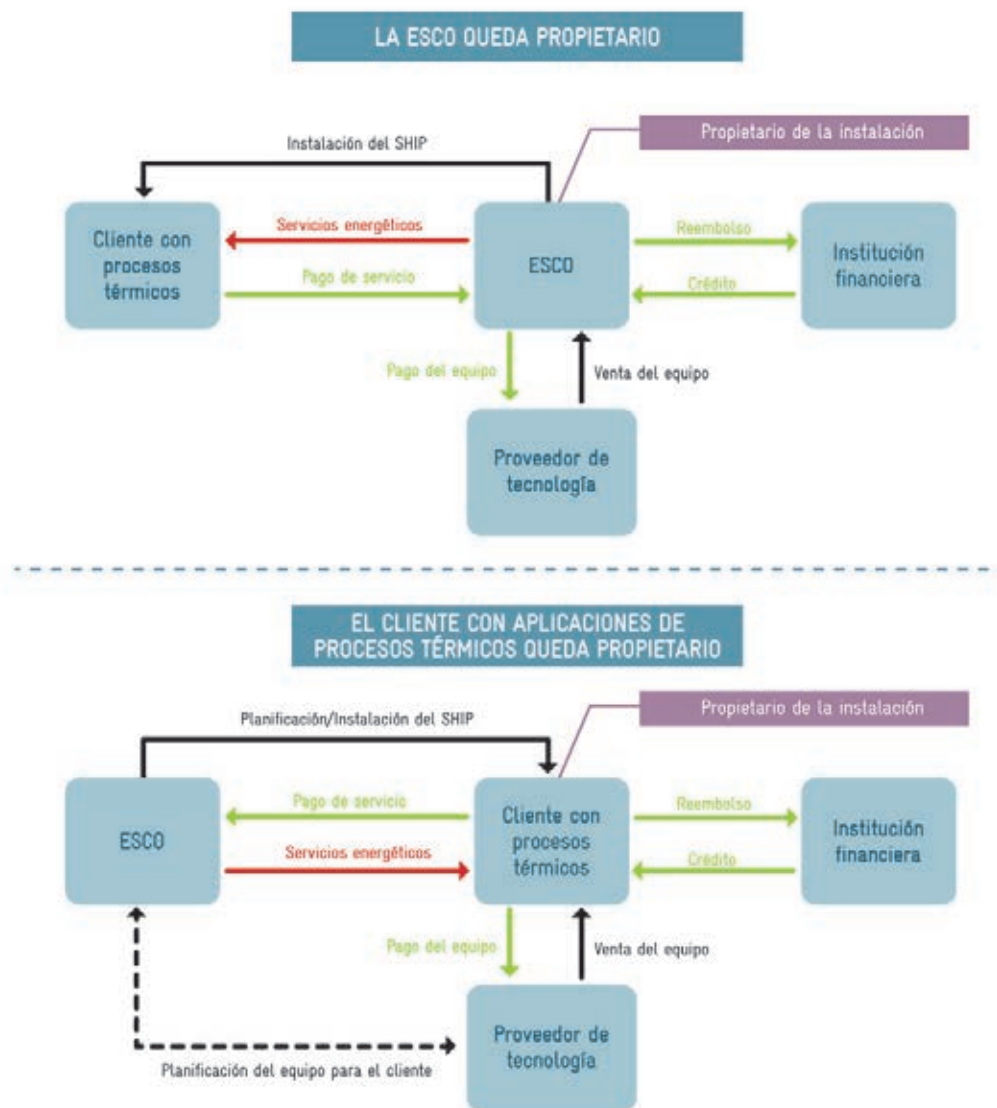 LA ESCO QUEDA PROPIETARIO
Propietario de la instalación
Instalación del SHIP
Cliente con
procesos
térmicos
Servicios energéticos
Pago de servicio
ESCO
Reembolso
Crédito
Institución
financiera
Pago del equipo
Venta del equipo
Proveedor de
tecnología
EL CLIENTE CON APLICACIONES DE
PROCESOS TÉRMICOS QUEDA PROPIETARIO
Propietario de la instalación
Planificación/Instalación del SHIP
ESCO
Pago de servicio
Servicios energéticos
Cliente con
procesos
térmicos
Reembolso
Crédito
Institución
financiera
Pago del equipo
Venta del equipo
Proveedor de
tecnología
Planificación del equipo para el cliente